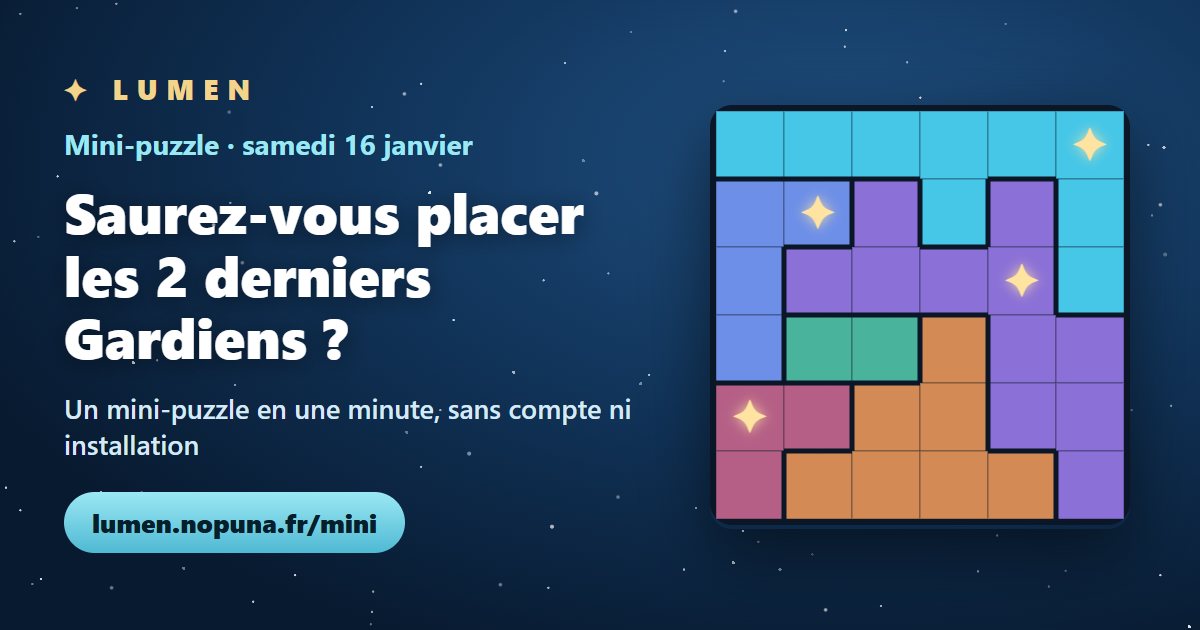 LUMEN
Mini-puzzle · samedi 16 janvier
Saurez-vous placer
les 2 derniers
Gardiens ?
Un mini-puzzle en une minute, sans compte ni
installation
lumen.nopuna.fr/mini